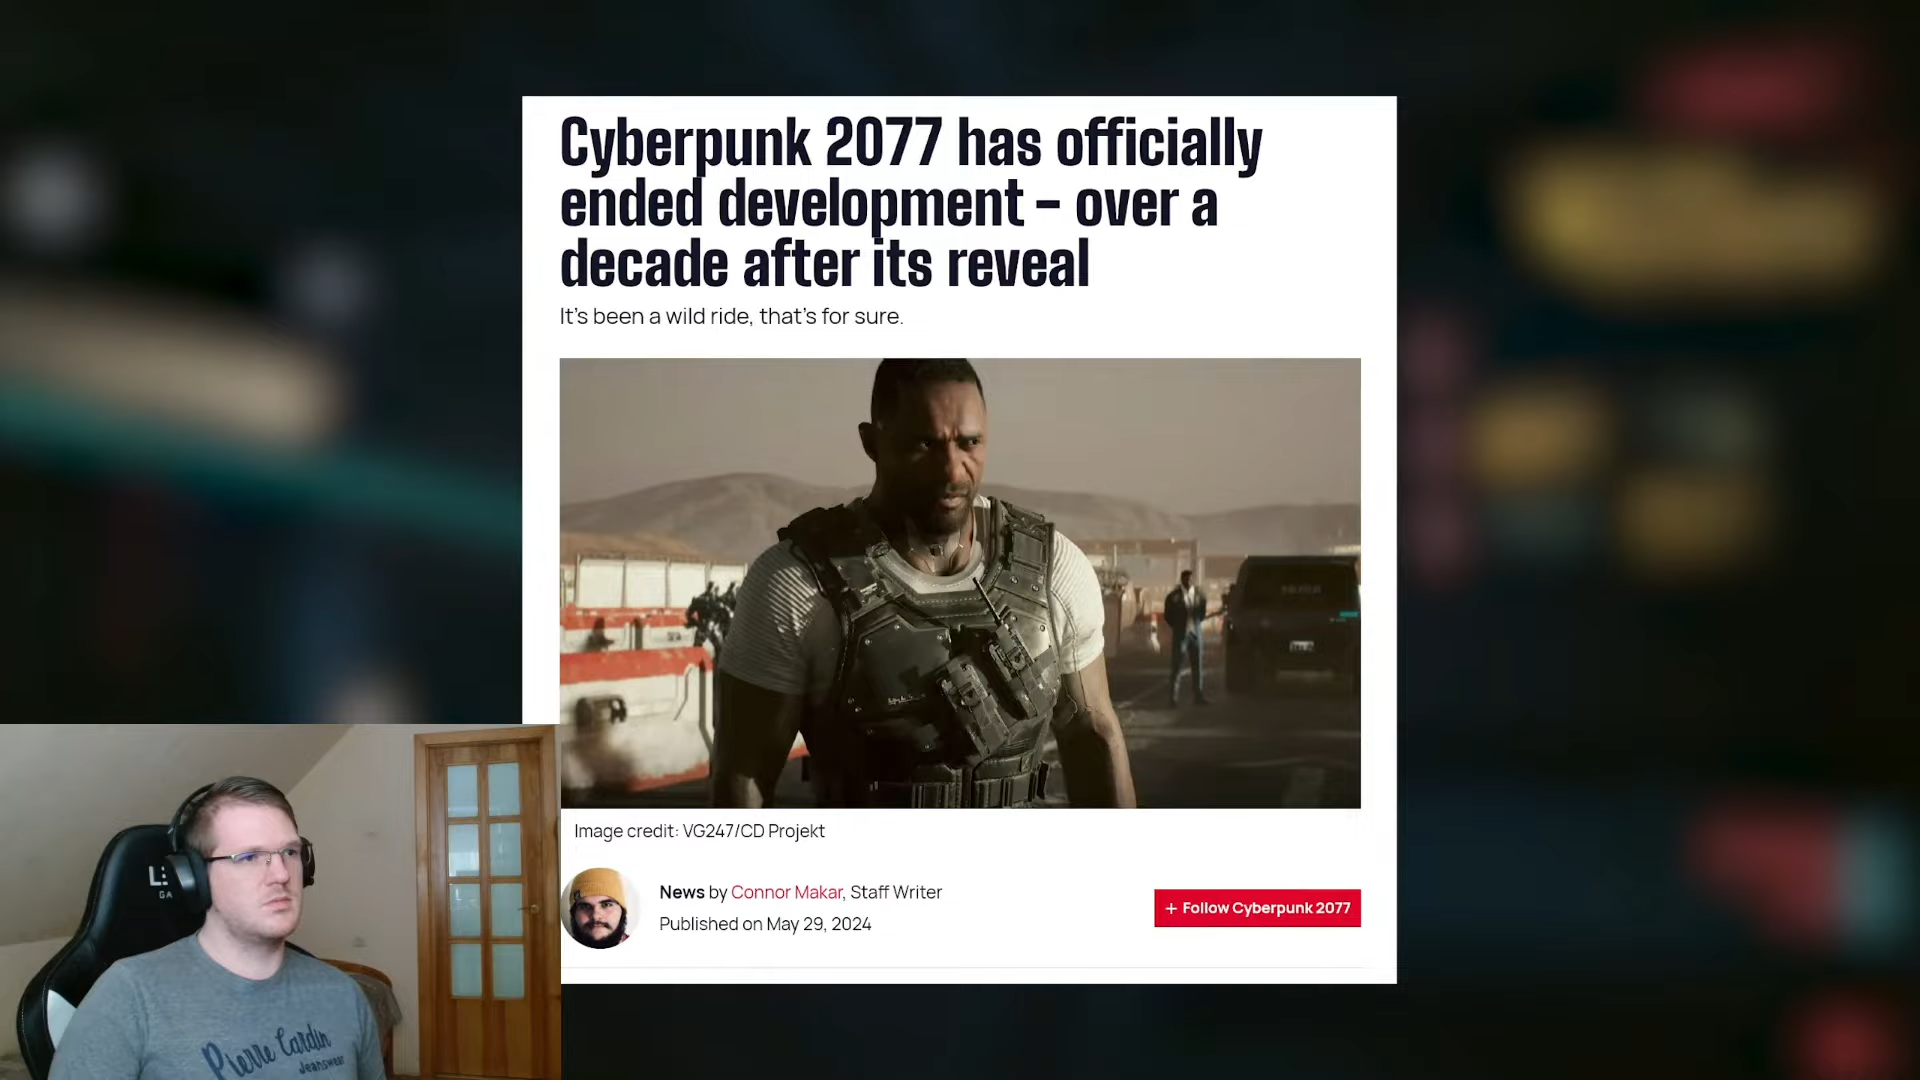 Cyberpunk 2077 has officially
ended development – over a
decade after its reveal
It's been a wild ride, that's for sure.
Image credit: VG247/CD Projekt
News by Connor Makar, Staff Writer
Published on May 29, 2024
+ Follow Cyberpunk 2077
L:
GA
Pierre Cardin
Jeanswear